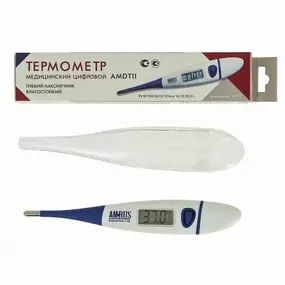 ТЕРМОМЕТР
МЕДИЦИНСКИЙ ЦИФРОВОЙ AMDT11
ГИБКИЙ НАКОНЕЧНИК
ВЛАГОСТОЙКИЙ
AMRUS
37.0